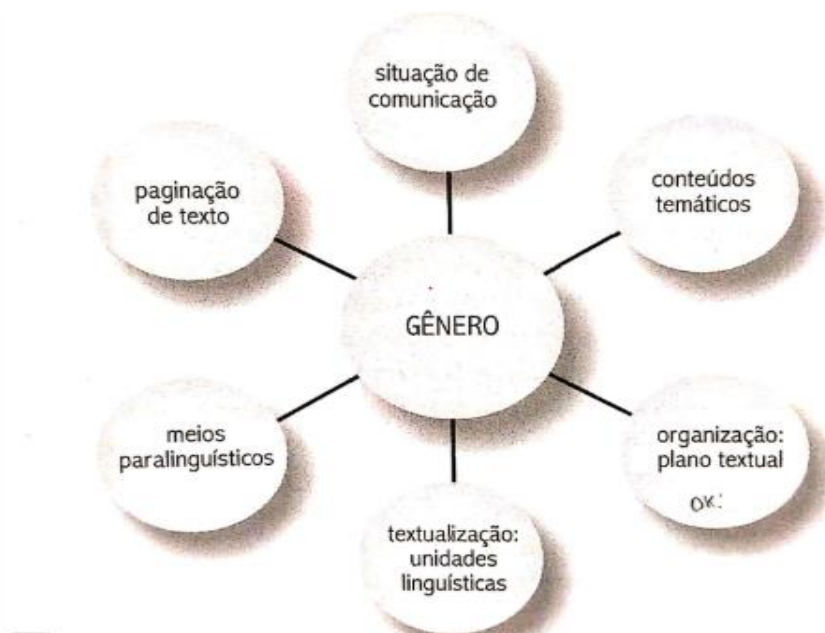 situação de
comunicação
paginação
de texto
conteúdos
temáticos
GÊNERO
meios
paralinguísticos
organização:
plano textual
OK!
textualização:
unidades
linguísticas